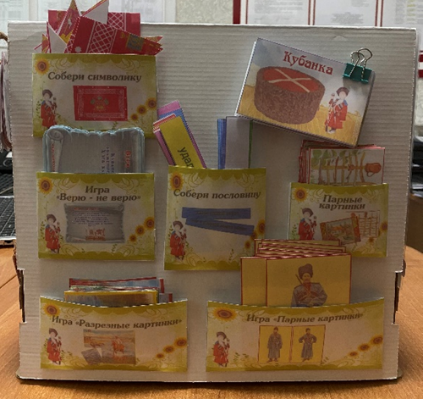 Собери символику
Кубанка
Игра
«Верю - не верю»
Собери пословицу
Парные
картинки
Игра «Разрезные картинки»
Игра «Парные картинки»